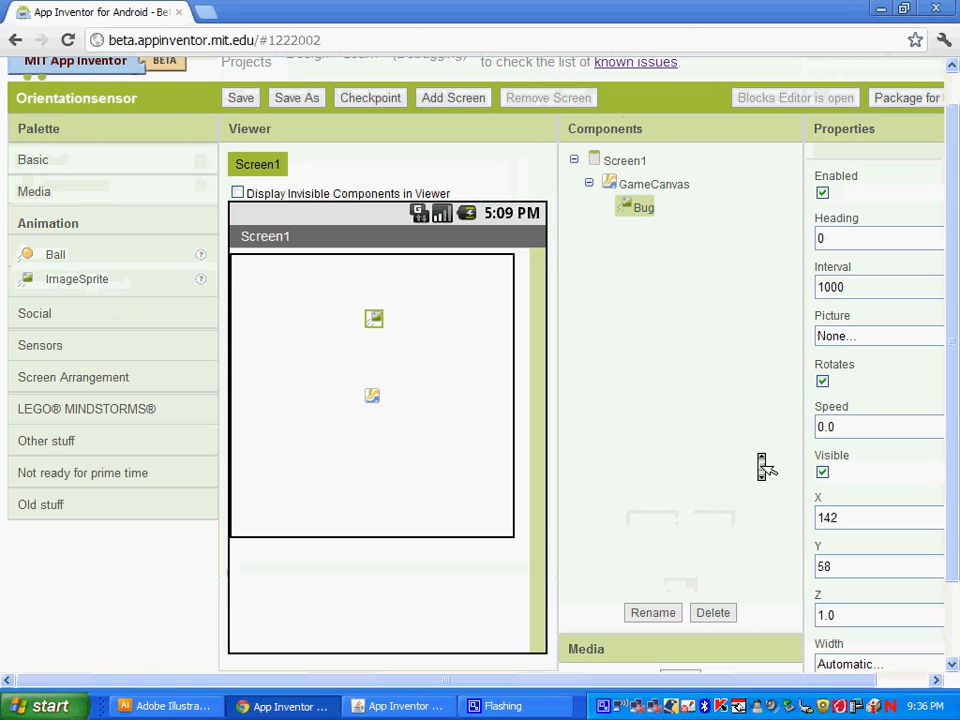 App Inventor for Android - Be
beta.appinventor.mit.edu/#1222002
MIT App Inventor BETA
Projects
to check the list of known issues.
Orientationsensor
Save
Save As
Checkpoint
Add Screen
Remove Screen
Blocks Editor is open
Package for
Palette
Viewer
Components
Properties
Basic
Media
Animation
Ball
?
ImageSprite
?
Social
Sensors
Screen Arrangement
LEGO® MINDSTORMS®
Other stuff
Not ready for prime time
Old stuff
Screen1
Display Invisible Components in Viewer
5:09 PM
Screen1
Screen1
GameCanvas
Bug
Rename
Delete
Media
Enabled
Heading
0
Interval
1000
Picture
None...
Rotates
Speed
0.0
Visible
X
142
Y
58
Z
1.0
Width
Automatic...
start
Adobe Illustra...
App Inventor ...
App Inventor ...
Flashing
9:36 PM